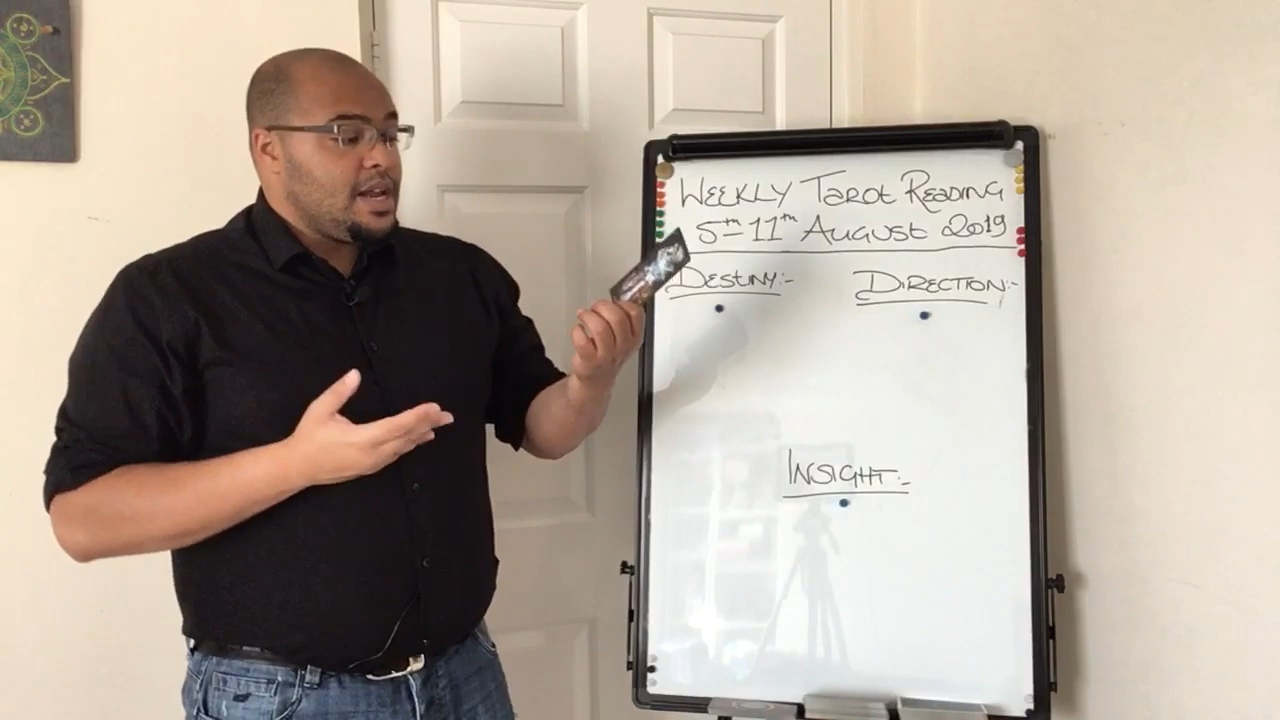 WEEKLY TAROT READING
5th - 11th AUGUST 2019
DESTINY:-
DIRECTION:-
INSIGHT:-